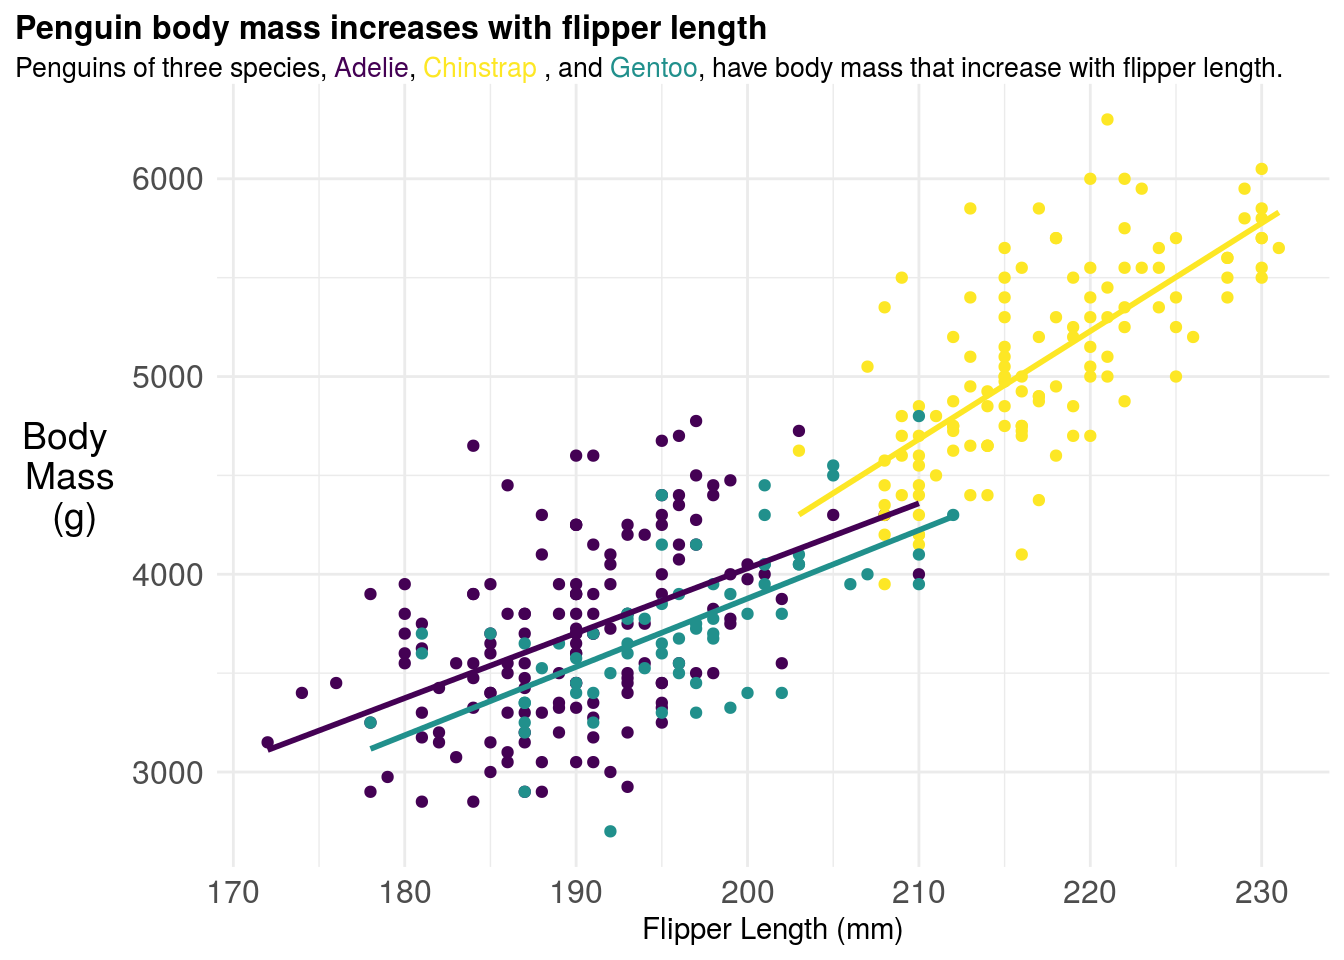 Penguin body mass increases with flipper length
Penguins of three species, Adelie, Chinstrap , and Gentoo, have body mass that increase with flipper length.
6000
5000
4000
3000
Body
Mass
(g)
170 180 190 200 210 220 230
Flipper Length (mm)